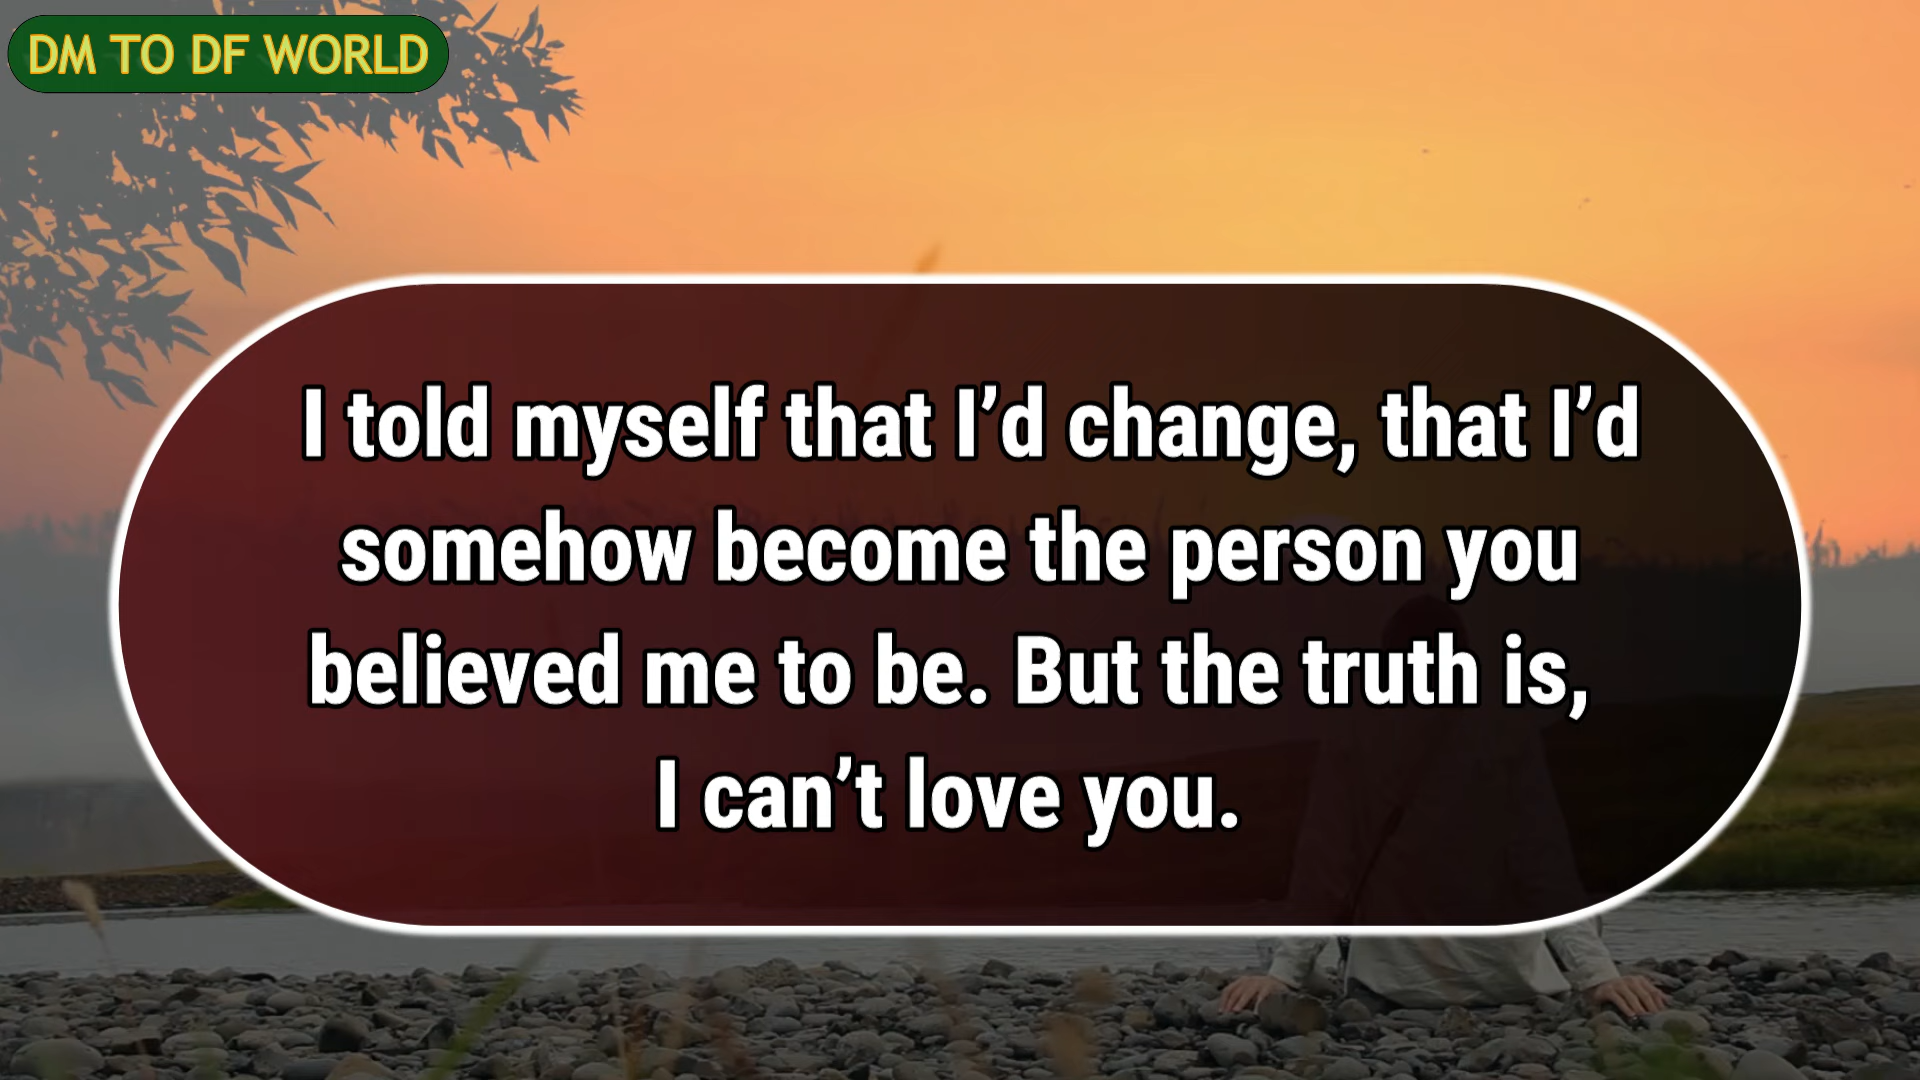 DM TO DF WORLD
I told myself that I’d change, that I’d
somehow become the person you
believed me to be. But the truth is,
I can’t love you.